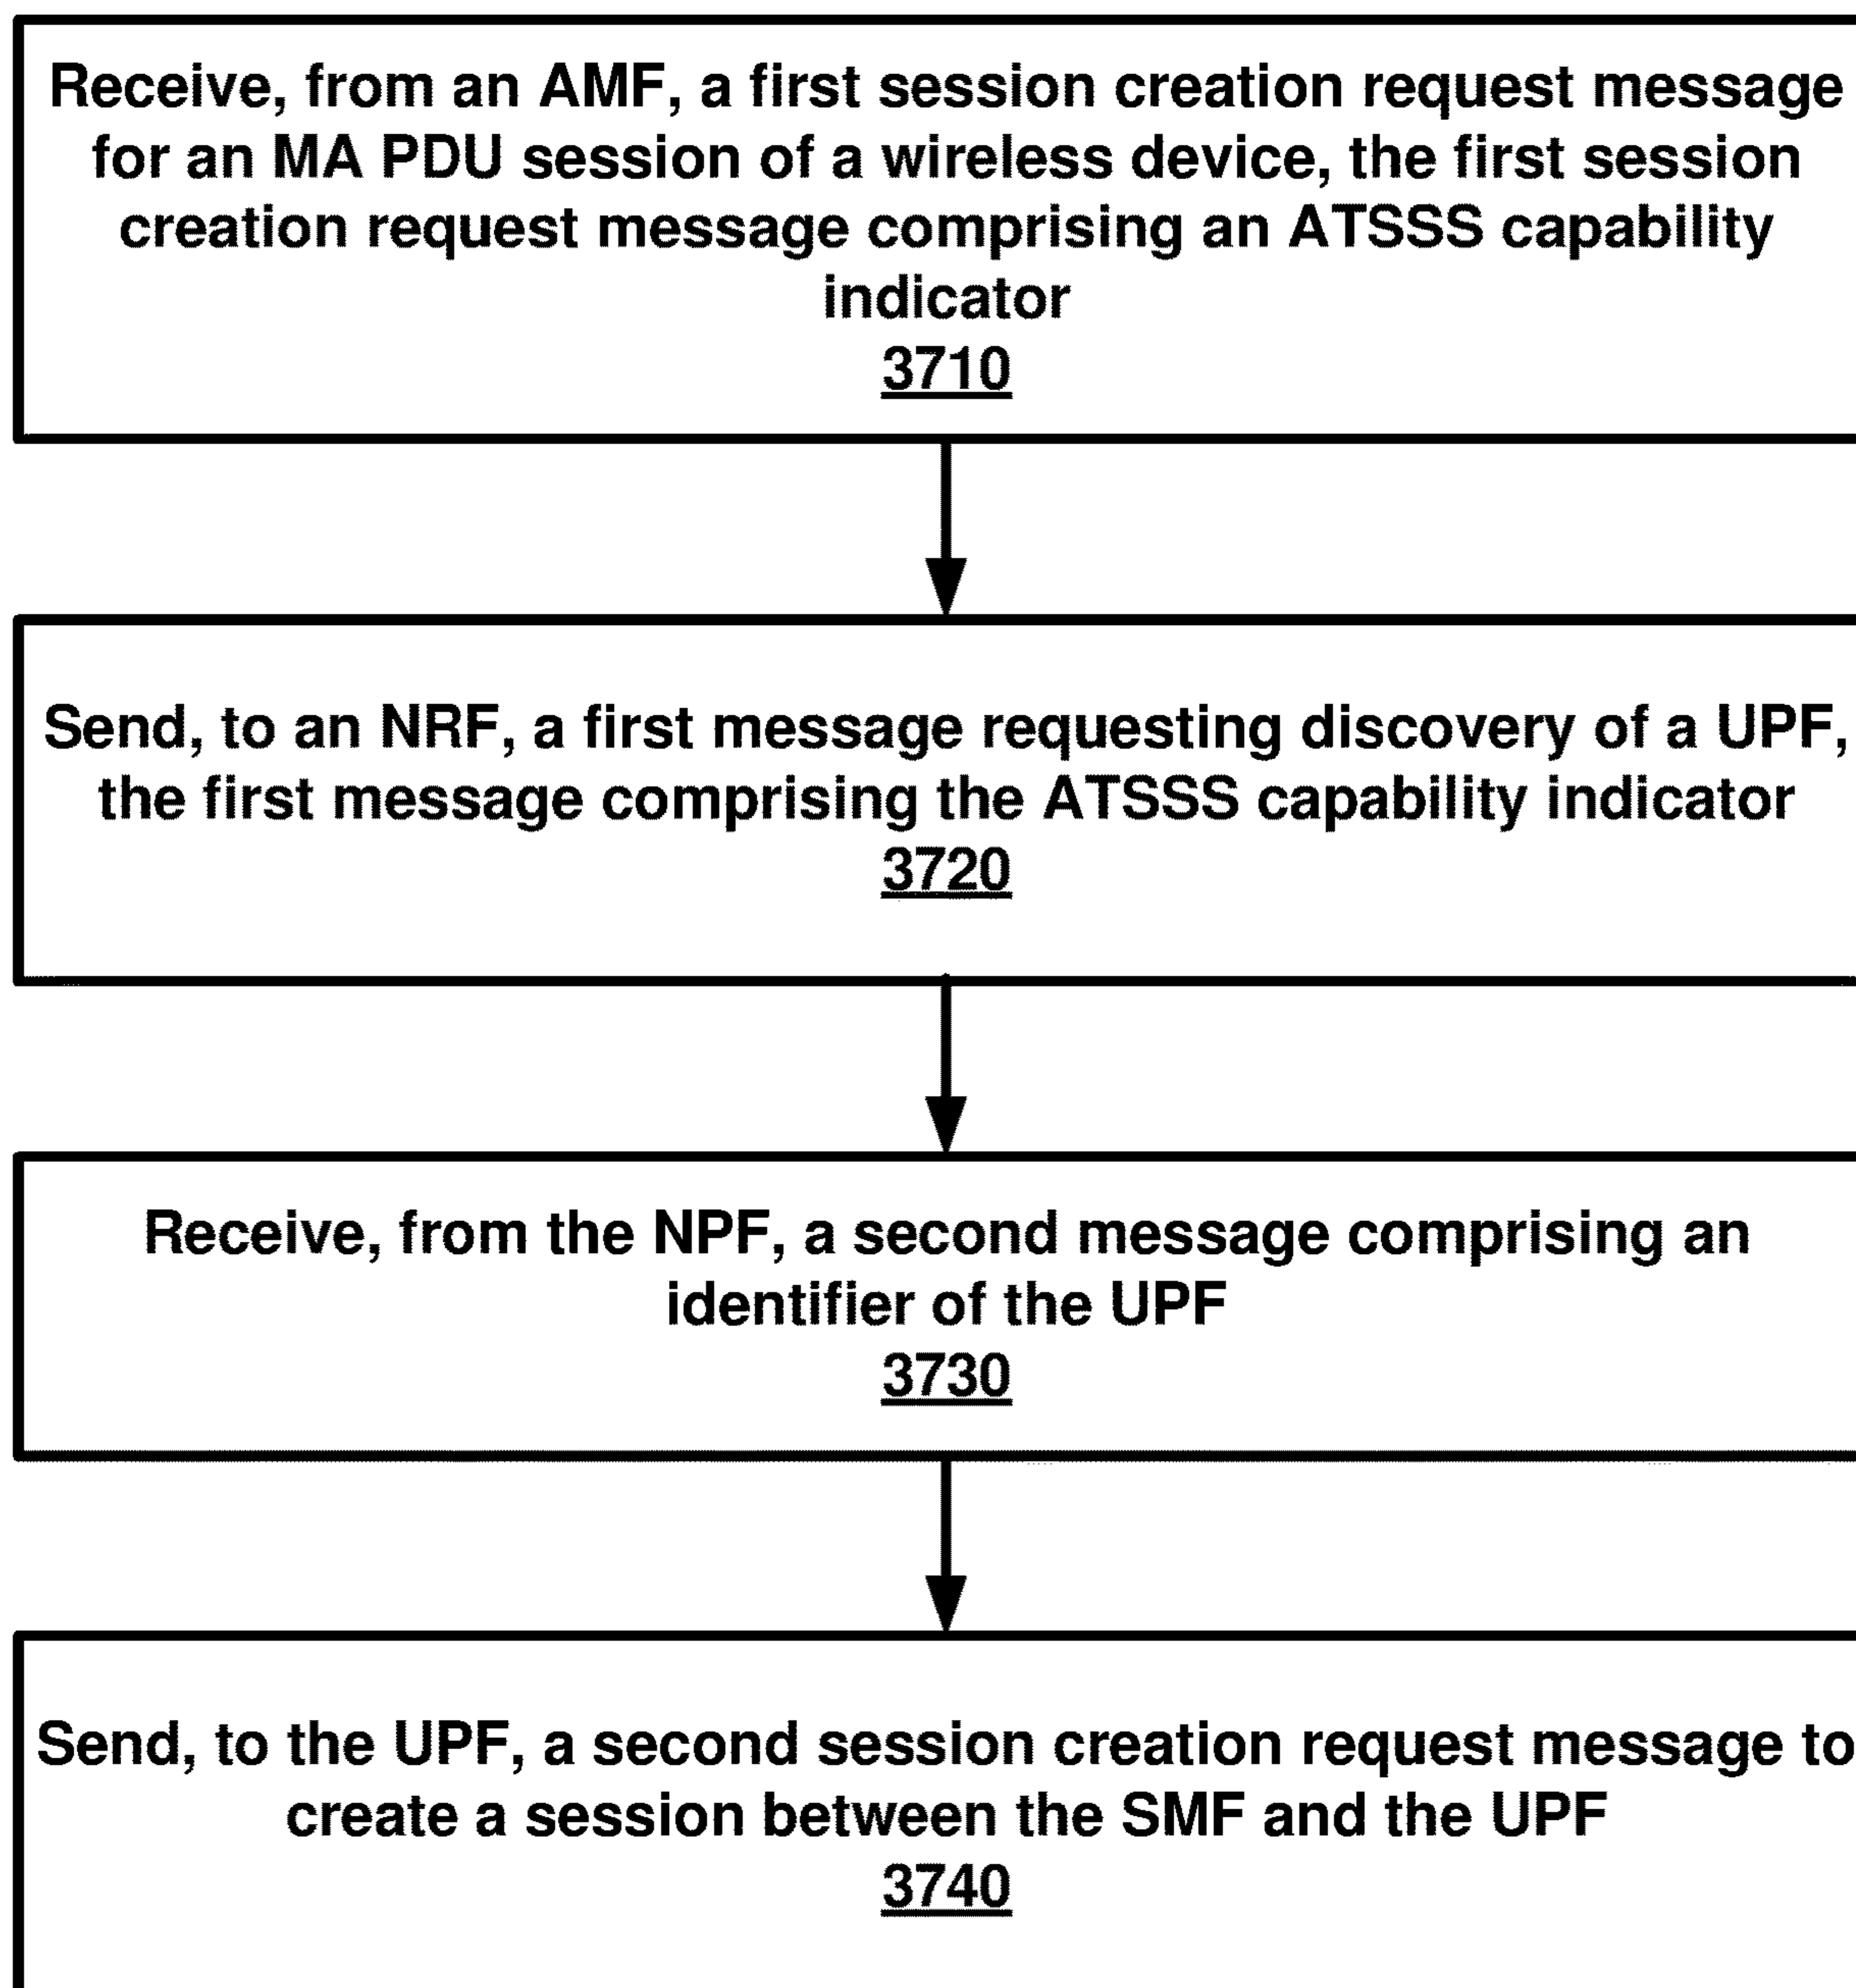 Receive, from an AMF, a first session creation request message
for an MA PDU session of a wireless device, the first session
creation request message comprising an ATSSS capability
indicator
3710
Send, to an NRF, a first message requesting discovery of a UPF,
the first message comprising the ATSSS capability indicator
3720
Receive, from the NPF, a second message comprising an
identifier of the UPF
3730
Send, to the UPF, a second session creation request message to
create a session between the SMF and the UPF
3740